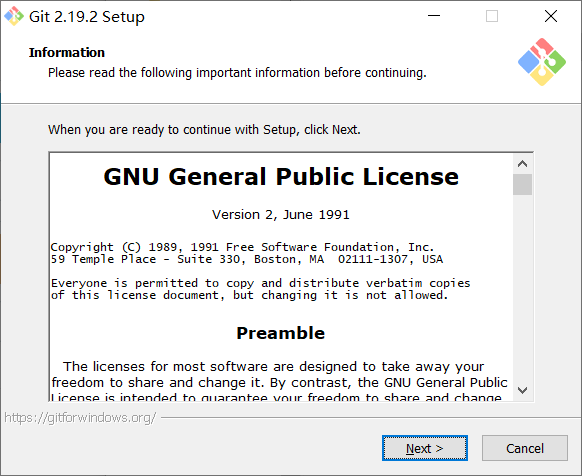 Git 2.19.2 Setup
Information
Please read the following important information before continuing.
When you are ready to continue with Setup, click Next.
GNU General Public License
Version 2, June 1991
Copyright (C) 1989, 1991 Free Software Foundation, Inc.
59 Temple Place - Suite 330, Boston, MA  02111-1307, USA
Everyone is permitted to copy and distribute verbatim copies
of this license document, but changing it is not allowed.
Preamble
The licenses for most software are designed to take away your
freedom to share and change it. By contrast, the GNU General Public
License is intended to guarantee your freedom to share and change
https://gitforwindows.org/
Next >
Cancel